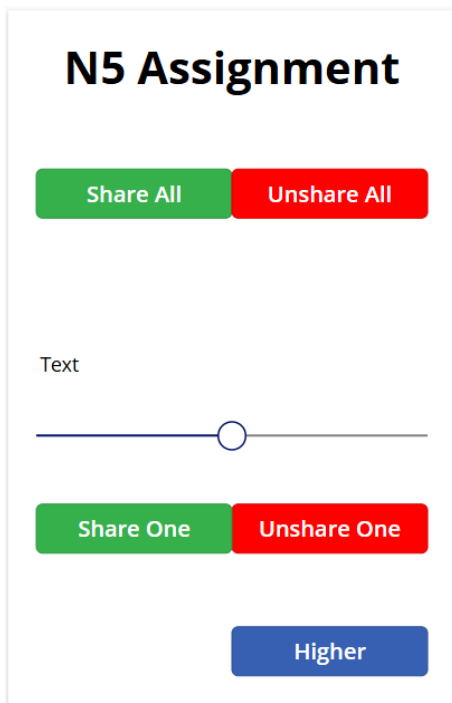 N5 Assignment
Share All Unshare All
Text
Share One Unshare One
Higher